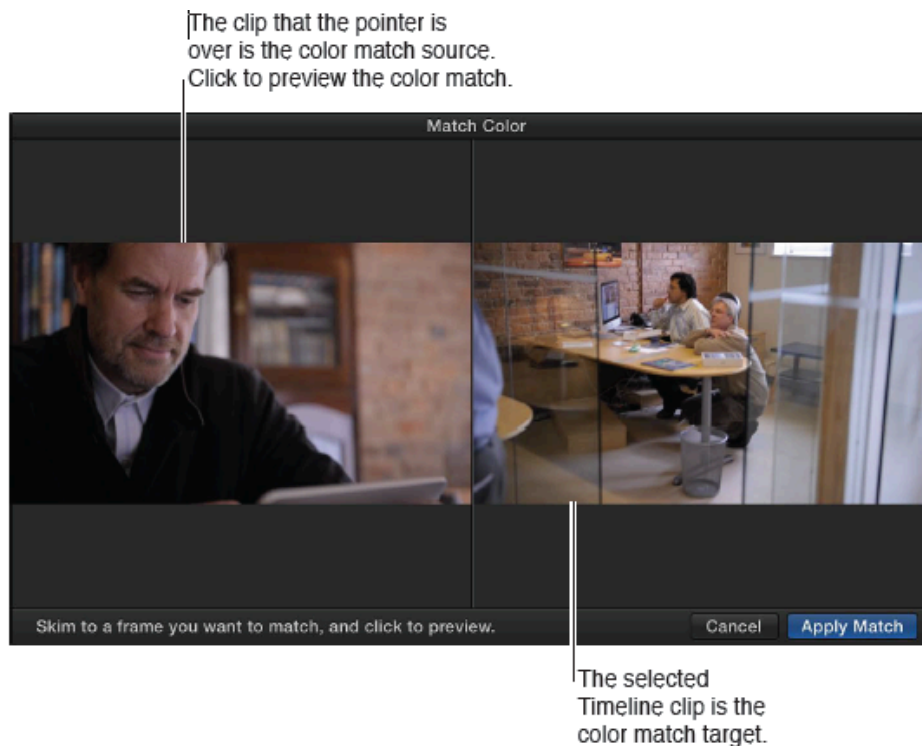 The clip that the pointer is
over is the color match source.
Click to preview the color match.
Match Color
Skim to a frame you want to match, and click to preview.
Cancel
Apply Match
The selected
Timeline clip is the
color match target.